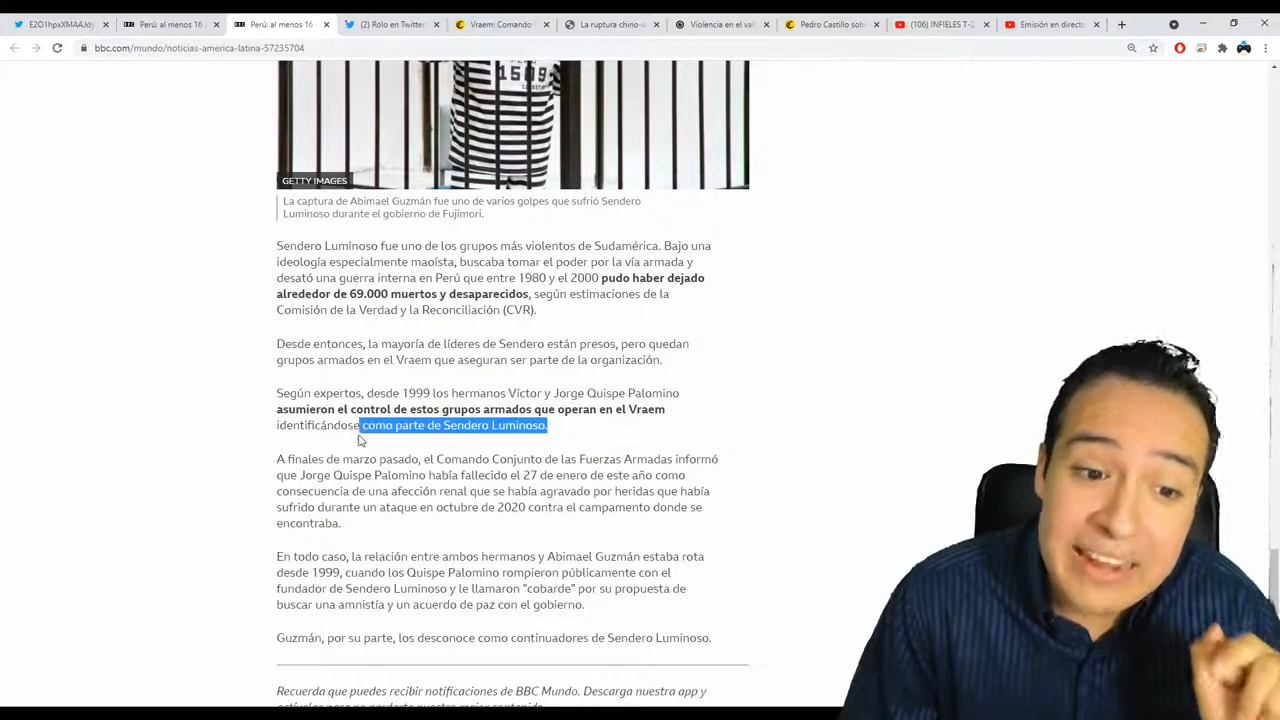 E2O1hpxXMAAJd
Perú: al menos 16
Perú: al menos 16
(2) Rolo en Twitter
Vraem: Comando
La ruptura chino-s
Violencia en el val
Pedro Castillo sob
(106) INFIELES T-2
Emisión en direct
bbc.com/mundo/noticias-america-latina-57235704
1509
GETTY IMAGES
La captura de Abimael Guzmán fue uno de varios golpes que sufrió Sendero
Luminoso durante el gobierno de Fujimori.
Sendero Luminoso fue uno de los grupos más violentos de Sudamérica. Bajo una
ideología especialmente maoísta, buscaba tomar el poder por la vía armada y
desató una guerra interna en Perú que entre 1980 y el 2000 pudo haber dejado
alrededor de 69.000 muertos y desaparecidos, según estimaciones de la
Comisión de la Verdad y la Reconciliación (CVR).
Desde entonces, la mayoría de líderes de Sendero están presos, pero quedan
grupos armados en el Vraem que aseguran ser parte de la organización.
Según expertos, desde 1999 los hermanos Víctor y Jorge Quispe Palomino
asumieron el control de estos grupos armados que operan en el Vraem
identificándose como parte de Sendero Luminoso.
A finales de marzo pasado, el Comando Conjunto de las Fuerzas Armadas informó
que Jorge Quispe Palomino había fallecido el 27 de enero de este año como
consecuencia de una afección renal que se había agravado por heridas que había
sufrido durante un ataque en octubre de 2020 contra el campamento donde se
encontraba.
En todo caso, la relación entre ambos hermanos y Abimael Guzmán estaba rota
desde 1999, cuando los Quispe Palomino rompieron públicamente con el
fundador de Sendero Luminoso y le llamaron "cobarde" por su propuesta de
buscar una amnistía y un acuerdo de paz con el gobierno.
Guzmán, por su parte, los desconoce como continuadores de Sendero Luminoso.
Recuerda que puedes recibir notificaciones de BBC Mundo. Descarga nuestra app y